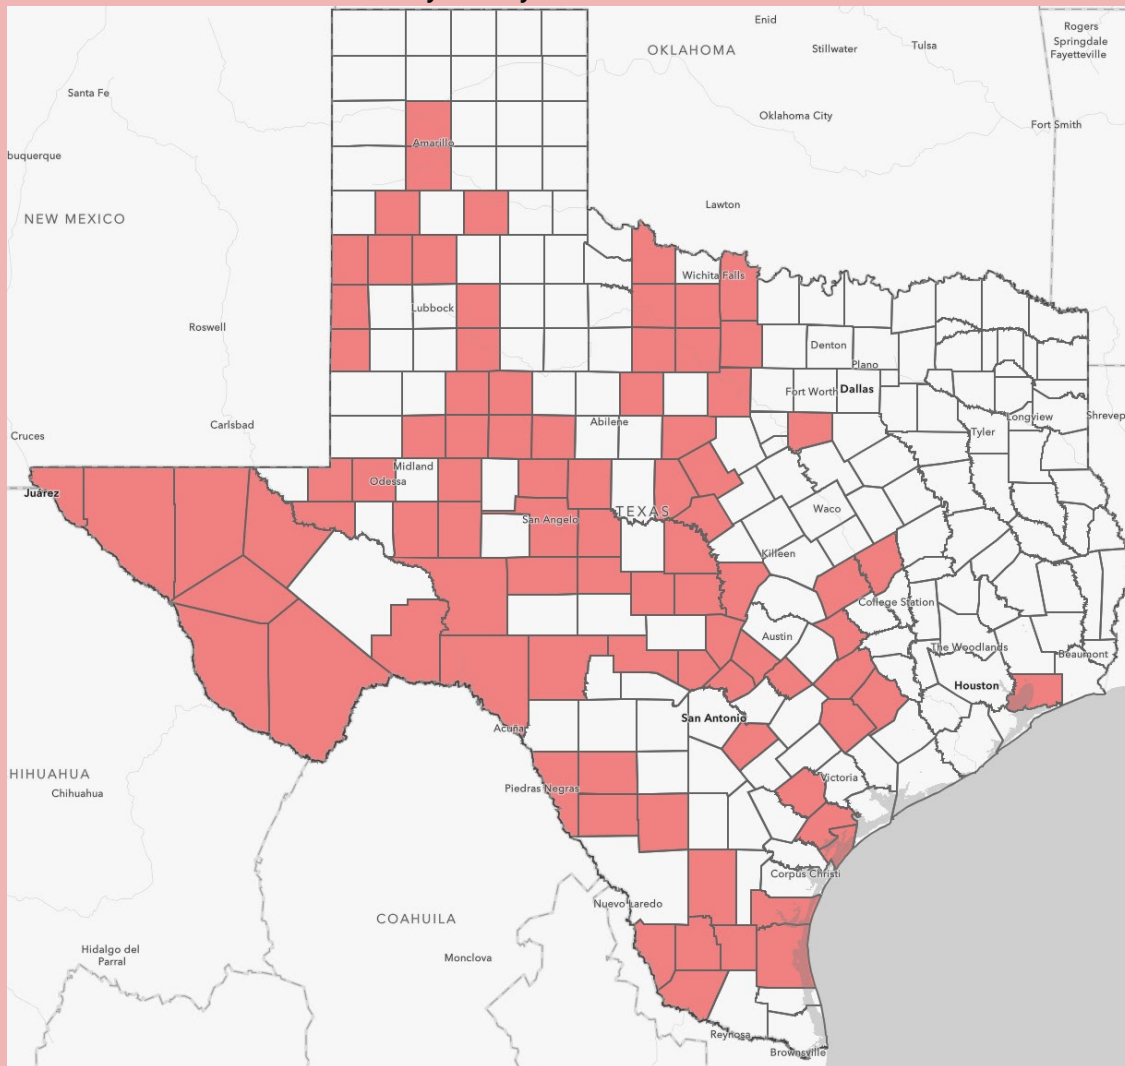 Enid
Rogers
OKLAHOMA
Stillwater
Tulsa
Springdale
Fayetteville
Santa Fe
Oklahoma City
Fort Smith
Amarillo
buquerque
NEW MEXICO
Lawton
Wichita Falls
Lubbock
Roswell
Denton
Plano
Fort Worth
Dallas
Carlsbad
Abilene
Longview
Shrevep
Cruces
Tyler
Midland
Odessa
Juárez
San Angelo
TEXAS
Waco
Killeen
College Station
Austin
The Woodlands
Beaumont
Houston
San Antonio
Acuña
HIHUAHUA
Chihuahua
Piedras Negras
Victoria
Corpus Christi
Nuevo Laredo
COAHUILA
Hidalgo del
Parral
Monclova
Reynosa
Brownsville